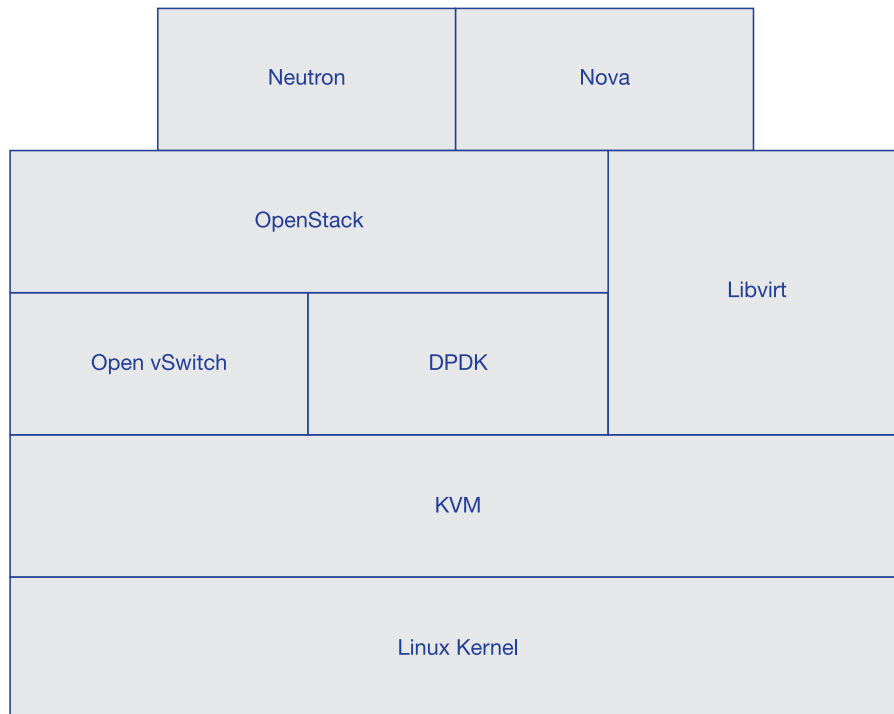 Neutron
Nova
OpenStack
Libvirt
Open vSwitch
DPDK
KVM
Linux Kernel